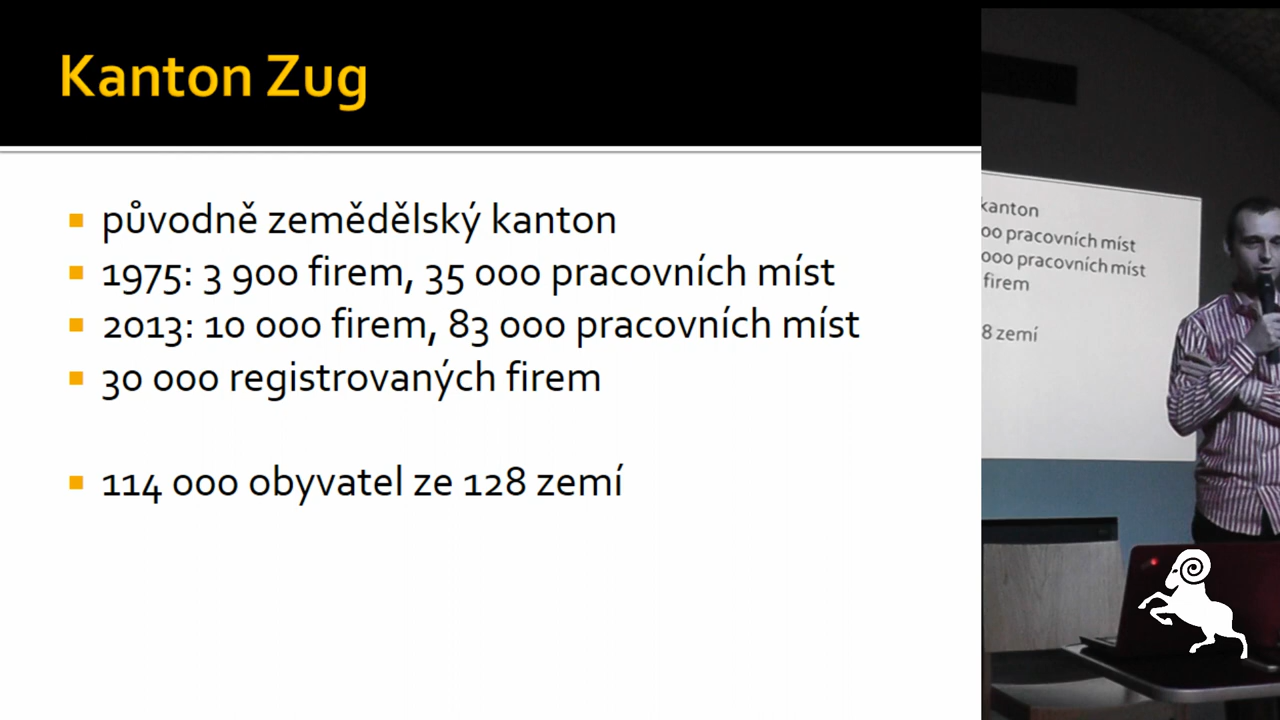 Kanton Zug
původně zemědělský kanton
1975: 3 900 firem, 35 000 pracovních míst
2013: 10 000 firem, 83 000 pracovních míst
30 000 registrovaných firem
114 000 obyvatel ze 128 zemí
kanton
00 pracovních míst
000 pracovních míst
firem
8 zemí